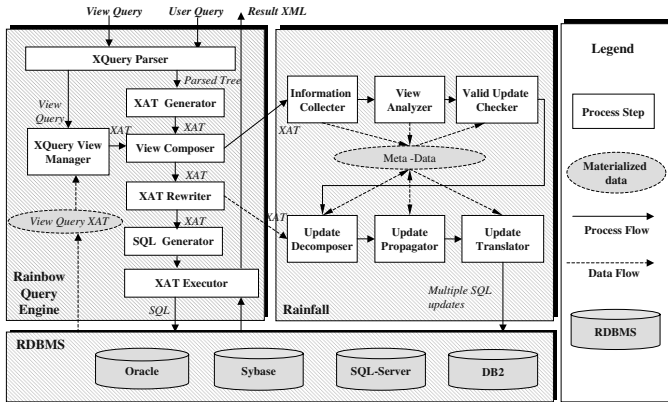 View Query
User Query
Result XML
XQuery Parser
Parsed Tree
View
Query
XAT Generator
XAT
XAT
XQuery View
Manager
View Composer
XAT
XAT Rewriter
View Query XAT
XAT
SQL Generator
XAT
XAT Executor
Rainbow
Query
Engine
SQL
Information
Collecter
View
Analyzer
Valid Update
Checker
XAT
Meta -Data
XAT
Update
Decomposer
Update
Propagator
Update
Translator
Rainfall
Multiple SQL
updates
RDBMS
Oracle
Sybase
SQL-Server
DB2
Legend
Process Step
Materialized
data
Process Flow
Data Flow
RDBMS